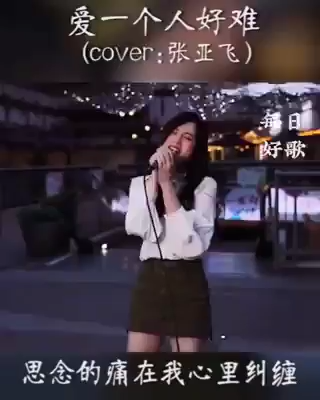 爱一个人好难
(cover:张亚飞)
每日
好歌
思念的痛在我心里纠缠